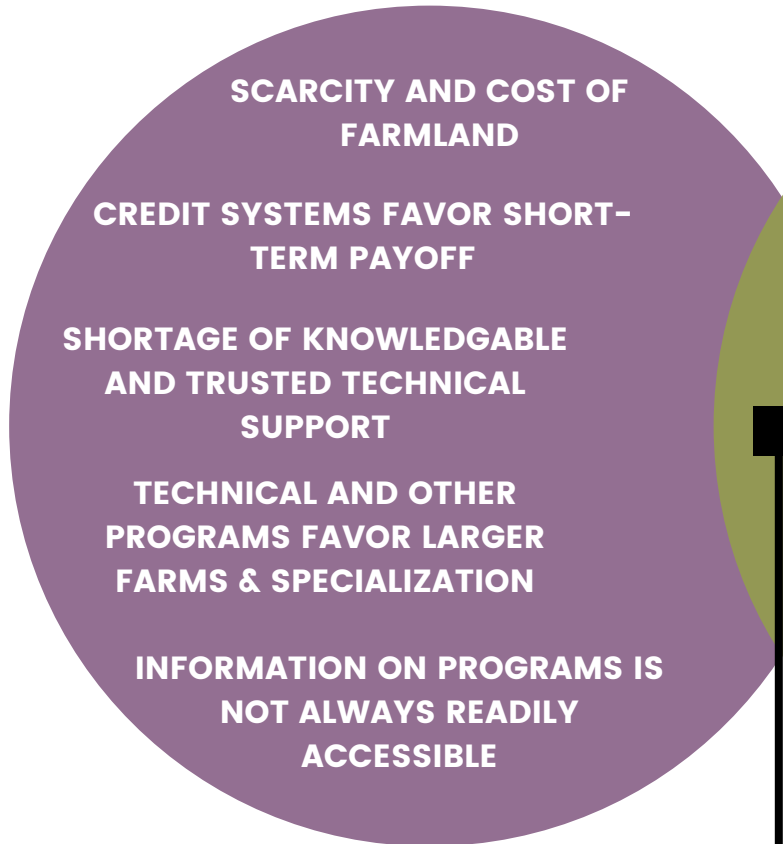 SCARCITY AND COST OF
FARMLAND
CREDIT SYSTEMS FAVOR SHORT-
TERM PAYOFF
SHORTAGE OF KNOWLEDGABLE
AND TRUSTED TECHNICAL
SUPPORT
TECHNICAL AND OTHER
PROGRAMS FAVOR LARGER
FARMS & SPECIALIZATION
INFORMATION ON PROGRAMS IS
NOT ALWAYS READILY
ACCESSIBLE